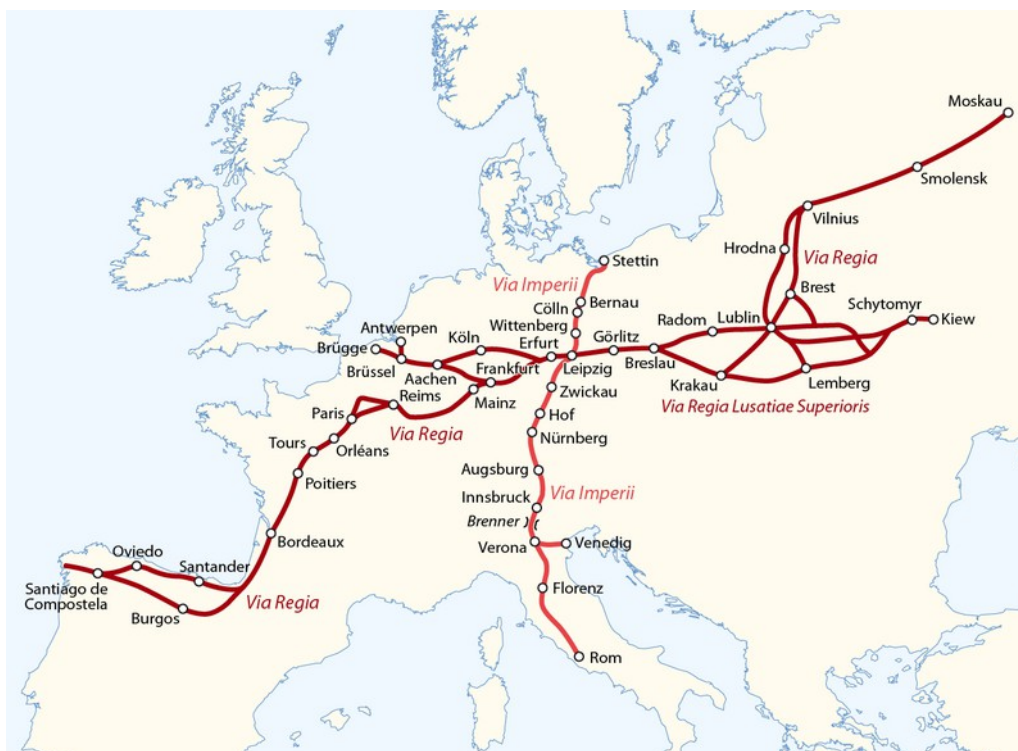 Moskau
Smolensk
Vilnius
Hrodna
Via Regia
Stettin
Via Imperii
Brest
Bernau
Schytomyr
Cölln
Lublin
Kiew
Antwerpen
Wittenberg
Radom
Köln
Erfurt
Görlitz
Brügge
Brüssel
Frankfurt
Leipzig
Breslau
Aachen
Krakau
Lemberg
Reims
Mainz
Zwickau
Via Regia Lusatiae Superioris
Paris
Hof
Via Regia
Tours
Orléans
Nürnberg
Poitiers
Augsburg
Via Imperii
Innsbruck
Brenner
Bordeaux
Verona
Venedig
Oviedo
Santander
Santiago de
Compostela
Florenz
Via Regia
Burgos
Rom